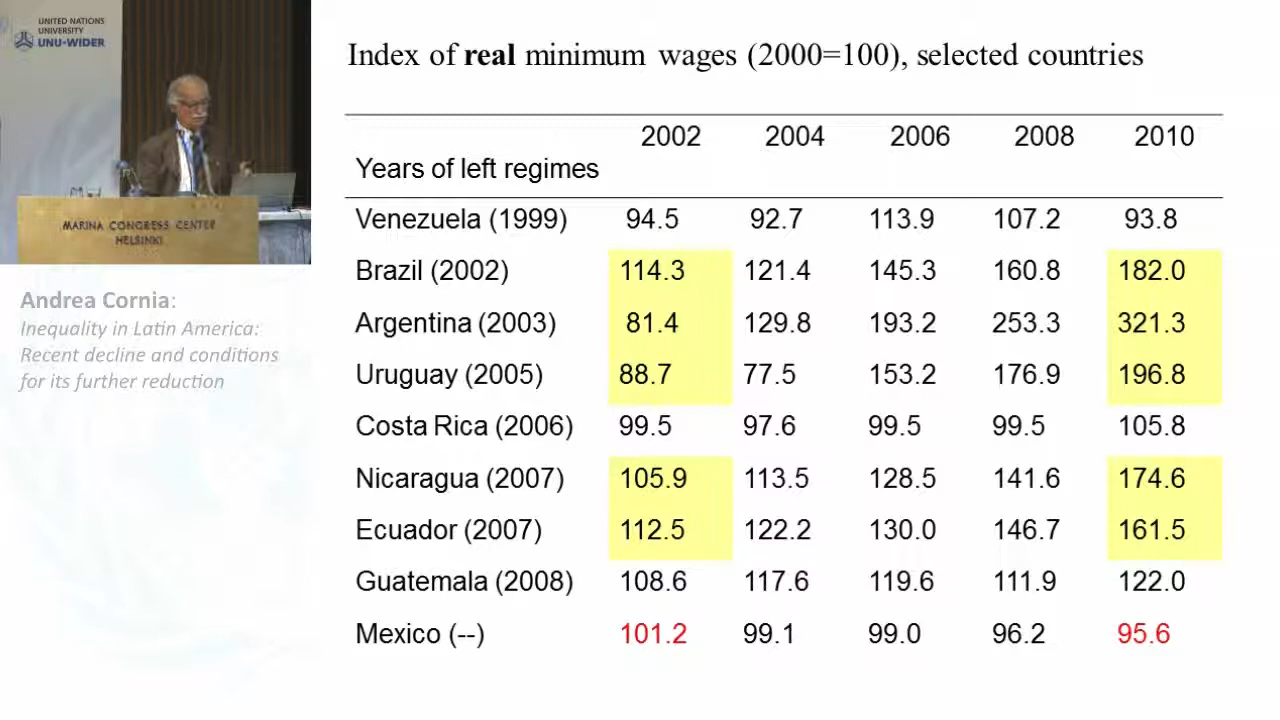 UNITED NATIONS
UNIVERSITY
UNU-WIDER
MARINA CONGRESS CENTER
HELSINKI
Andrea Cornia:
Inequality in Latin America:
Recent decline and conditions
for its further reduction
Index of real minimum wages (2000=100), selected countries
2002 2004 2006 2008 2010
Years of left regimes
Venezuela (1999) 94.5 92.7 113.9 107.2 93.8
Brazil (2002) 114.3 121.4 145.3 160.8 182.0
Argentina (2003) 81.4 129.8 193.2 253.3 321.3
Uruguay (2005) 88.7 77.5 153.2 176.9 196.8
Costa Rica (2006) 99.5 97.6 99.5 99.5 105.8
Nicaragua (2007) 105.9 113.5 128.5 141.6 174.6
Ecuador (2007) 112.5 122.2 130.0 146.7 161.5
Guatemala (2008) 108.6 117.6 119.6 111.9 122.0
Mexico (--) 101.2 99.1 99.0 96.2 95.6